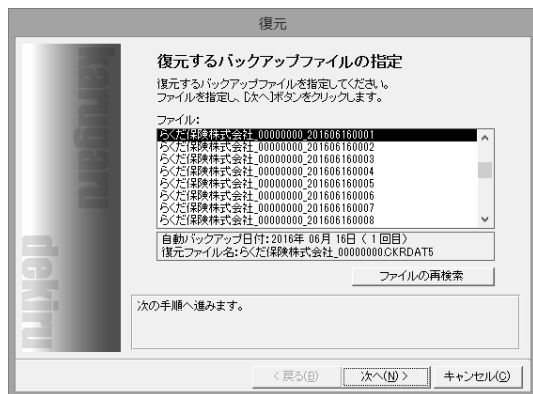 復元
karugaru
dekiru
復元するバックアップファイルの指定
復元するバックアップファイルを指定してください。
ファイルを指定し、[次へ]ボタンをクリックします。
ファイル:
らくだ保険株式会社_00000000_201606160001
らくだ保険株式会社_00000000_201606160002
らくだ保険株式会社_00000000_201606160003
らくだ保険株式会社_00000000_201606160004
らくだ保険株式会社_00000000_201606160005
らくだ保険株式会社_00000000_201606160006
らくだ保険株式会社_00000000_201606160007
らくだ保険株式会社_00000000_201606160008
自動バックアップ日付:2016年 06月 16日 ( 1回目)
復元ファイル名:らくだ保険株式会社_00000000.CKRDAT5
ファイルの再検索
次の手順へ進みます。
< 戻る(B)
次へ(N) >
キャンセル(C)